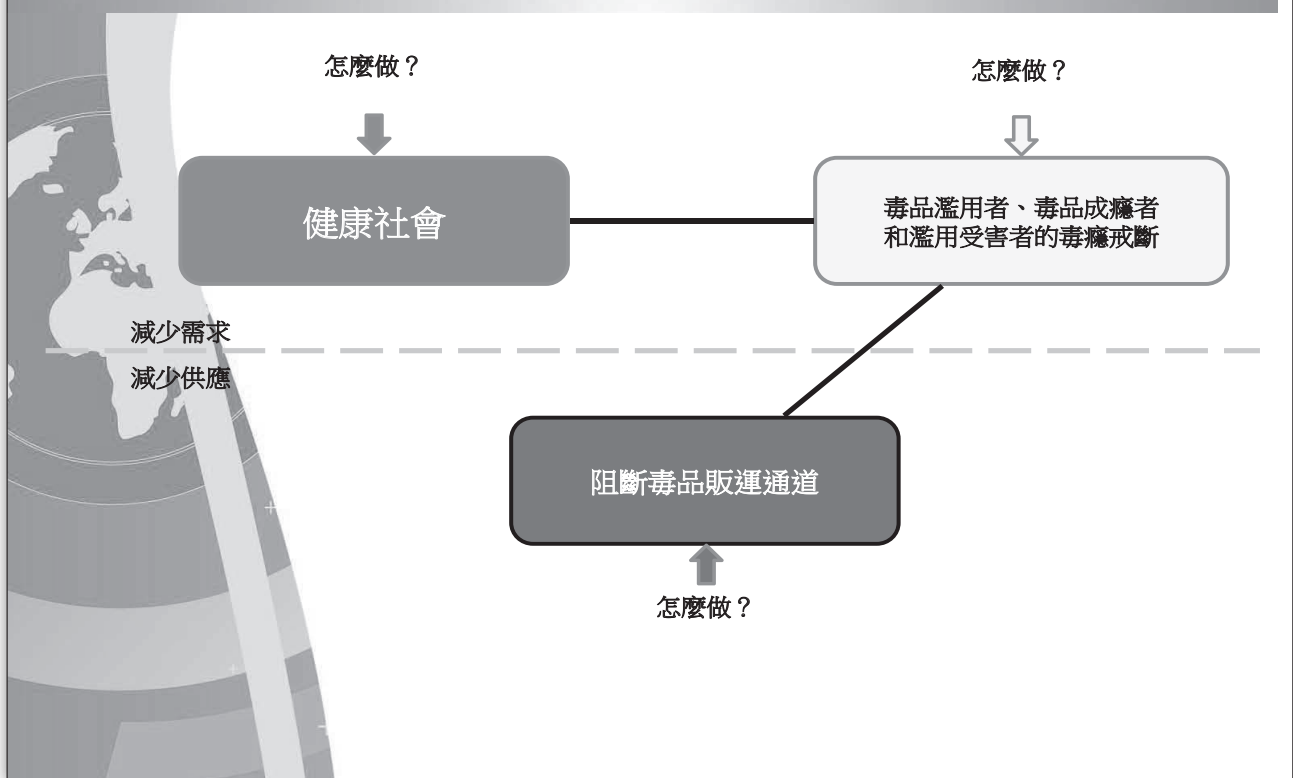 怎麼做？
怎麼做？
健康社會
毒品濫用者、毒品成癮者
和濫用受害者的毒癮戒斷
減少需求
減少供應
阻斷毒品販運通道
怎麼做？